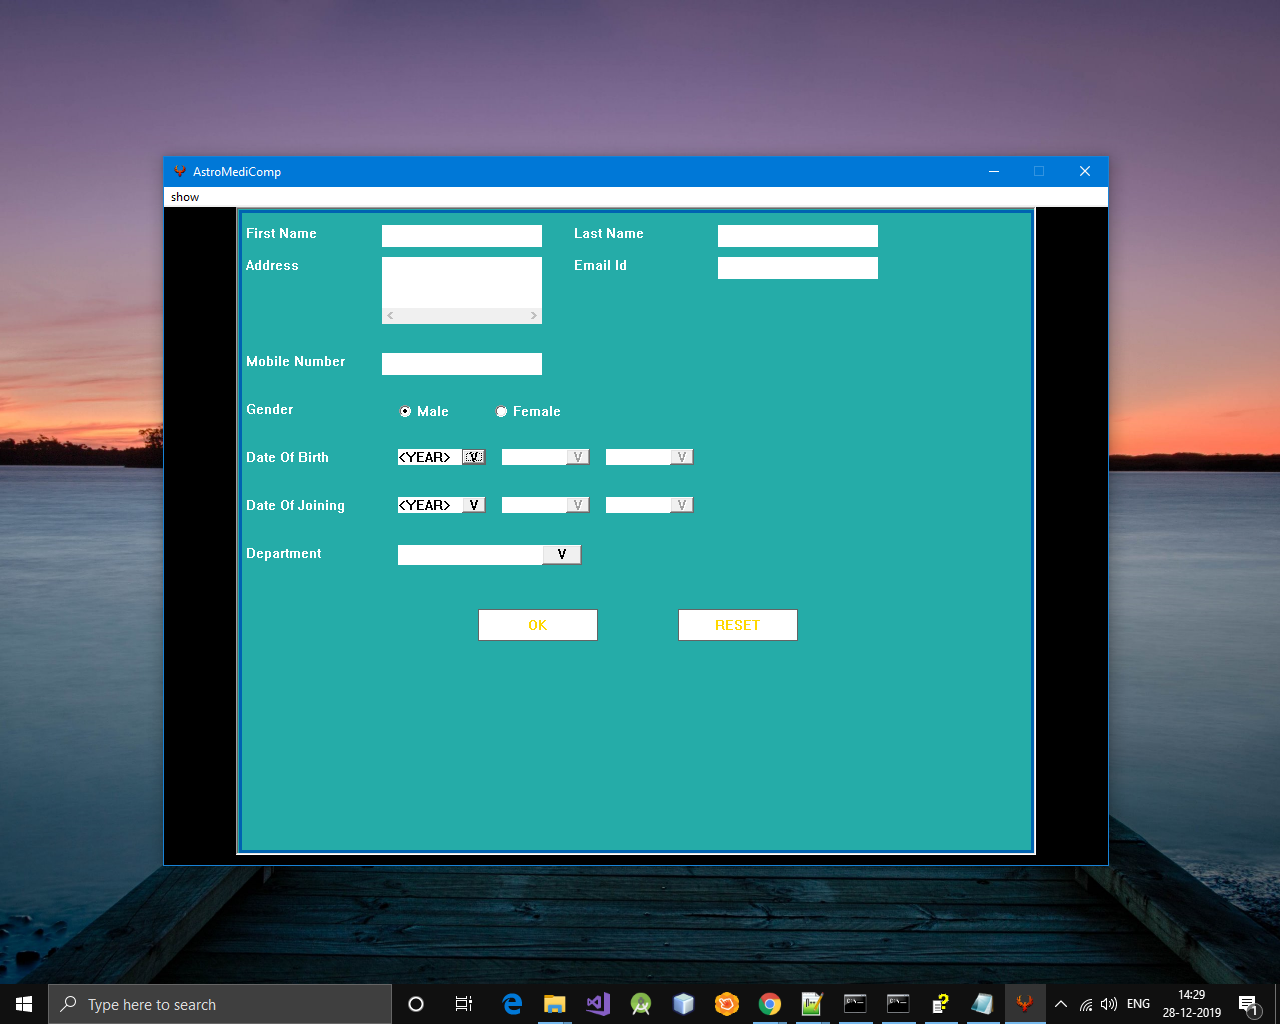 AstroMediComp
show
First Name
Last Name
Address
Email Id
Mobile Number
Gender
Male
Female
Date Of Birth
<YEAR> V
V
V
Date Of Joining
<YEAR> V
V
V
Department
V
OK
RESET
Type here to search
ENG
14:29
28-12-2019
1